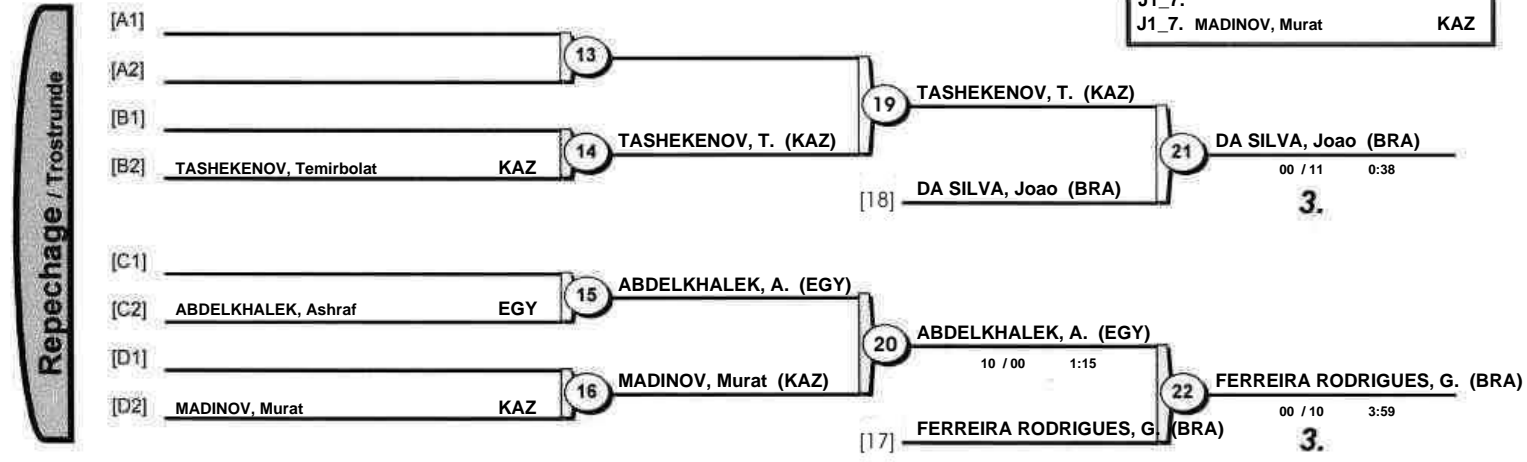 J1_7.
J1_7. MADINOV, Murat KAZ
Repechage / Trostrunde
[A1]
13
[A2]
TASHEKENOV, T. (KAZ)
19
[B1]
TASHEKENOV, T. (KAZ)
14
21
DA SILVA, Joao (BRA)
[B2] TASHEKENOV, Temirbolat KAZ
00 / 11 0:38
[18] DA SILVA, Joao (BRA)
3.
[C1]
ABDELKHALEK, A. (EGY)
15
[C2] ABDELKHALEK, Ashraf EGY
ABDELKHALEK, A. (EGY)
20
10 / 00 1:15
[D1]
MADINOV, Murat (KAZ)
16
22
FERREIRA RODRIGUES, G. (BRA)
[D2] MADINOV, Murat KAZ
00 / 10 3:59
[17] FERREIRA RODRIGUES, G. (BRA)
3.